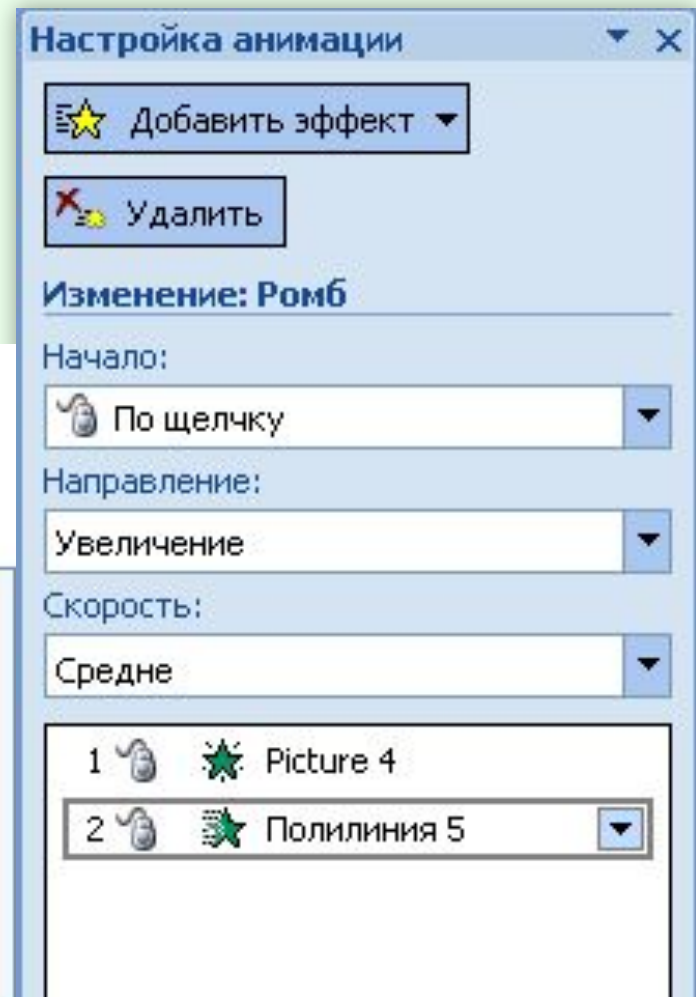 Настройка анимации
Добавить эффект
Удалить
Изменение: Ромб
Начало:
По щелчку
Направление:
Увеличение
Скорость:
Средне
1 Picture 4
2 Полилиния 5